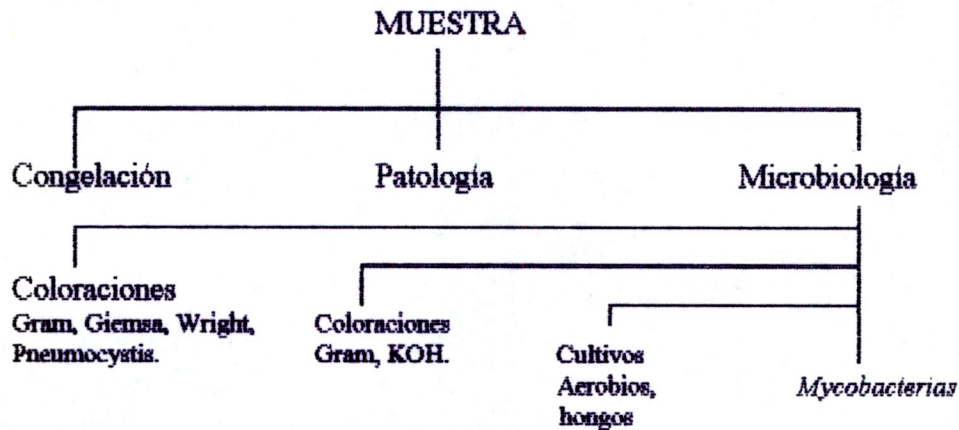 MUESTRA
Congelación Patología Microbiología
Coloraciones
Gram, Giemsa, Wright,
Pneumocystis.
Coloraciones
Gram, KOH.
Cultivos
Aerobios,
hongos
Mycobacterias